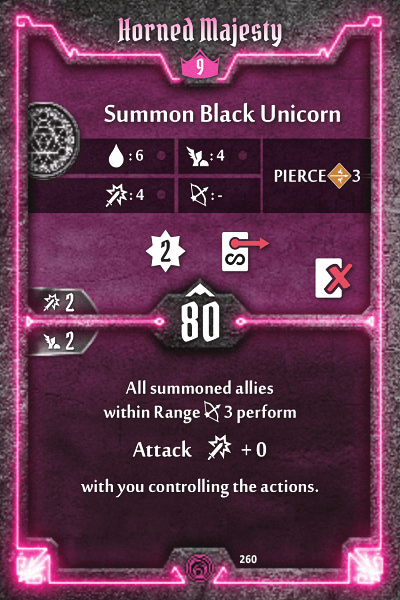 Horned Majesty
9
Summon Black Unicorn
: 6
: 4
: 4
: -
PIERCE 3
2
S
2
80
2
All summoned allies
within Range 3 perform
Attack + 0
with you controlling the actions.
260